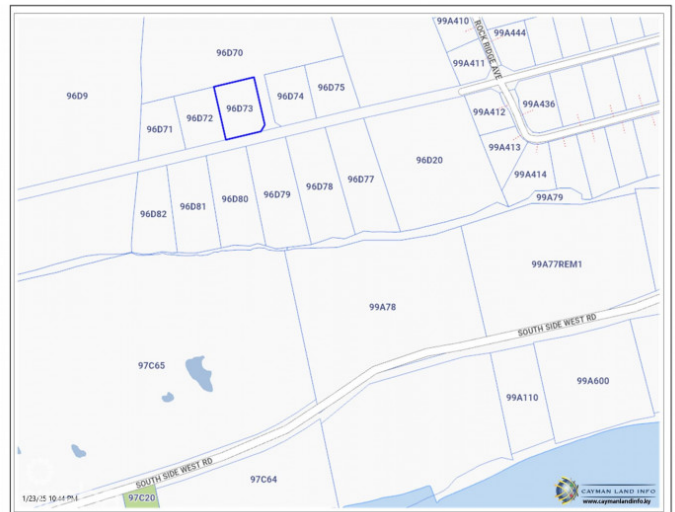 99A410
99A444
ROCK RIDGE AVE
96D70
99A411
96D9
96D75
96D74
96D73
99A436
99A412
96D72
96D71
99A413
96D20
99A414
96D77
96D78
96D79
96D80
96D81
96D82
99A79
99A77REM1
99A78
SOUTH SIDE WEST RD
97C65
99A600
99A110
SOUTH SIDE WEST RD
97C64
97C20
CAYMAN LAND INFO
www.caymanlandinfo.ky